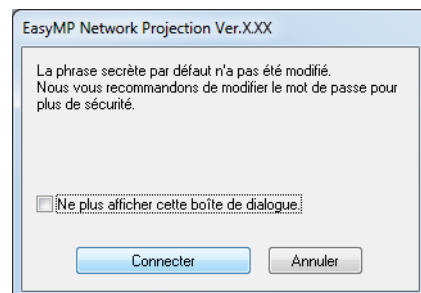 EasyMP Network Projection Ver.X.XX
La phrase secrète par défaut n'a pas été modifié.
Nous vous recommandons de modifier le mot de passe pour
plus de sécurité.
Ne plus afficher cette boîte de dialogue.
Connecter
Annuler